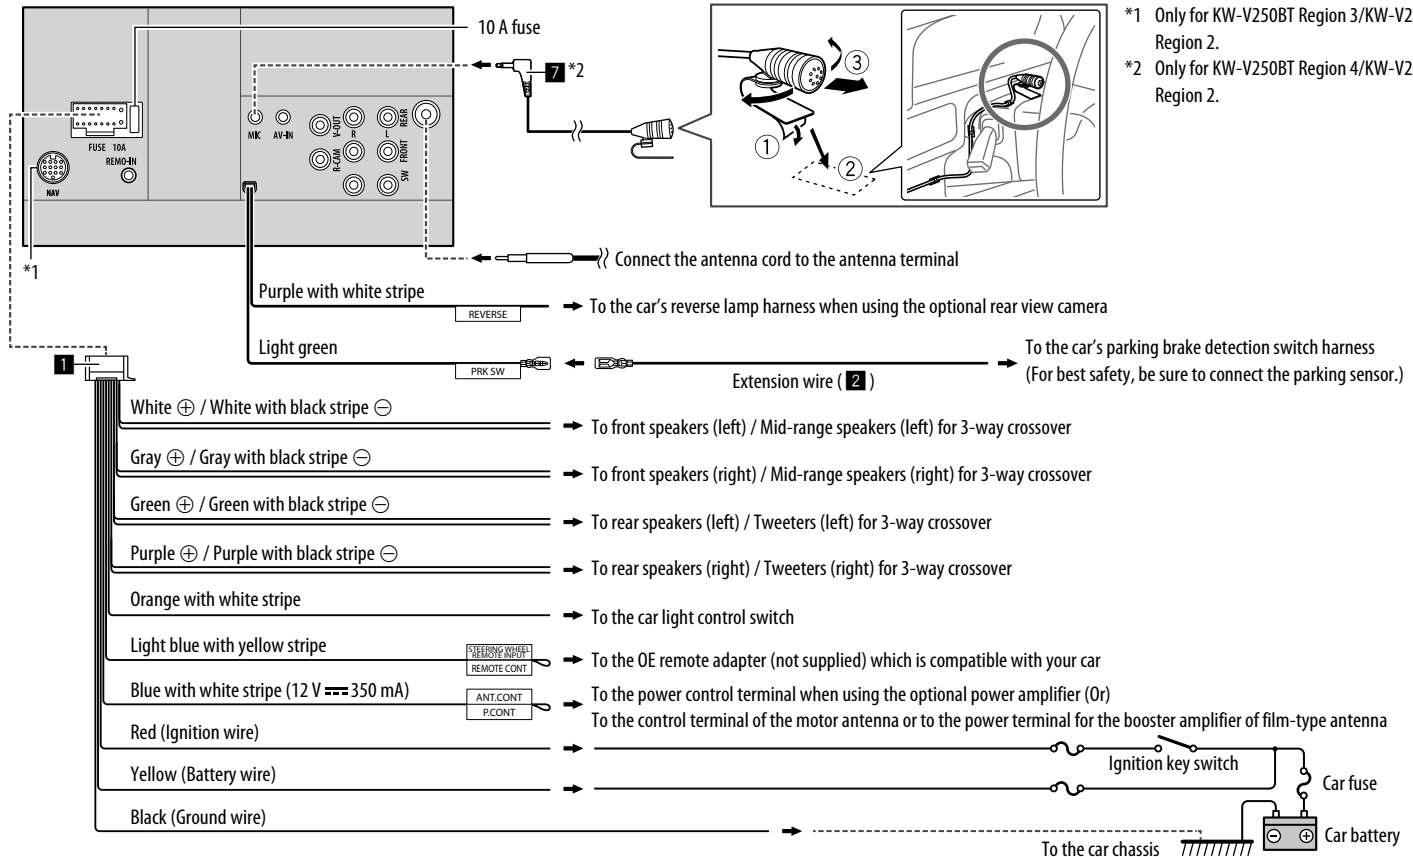 10 A fuse
*1 Only for KW-V250BT Region 3/KW-V2
Region 2.
*2 Only for KW-V250BT Region 4/KW-V2
Region 2.
7 *2
3
1
2
MIC
AV-IN
V-OUT
R-CAM
R
L
REAR
FRONT
SW
FUSE 10A
REMO-IN
NAV
*1
Connect the antenna cord to the antenna terminal
Purple with white stripe
REVERSE
To the car's reverse lamp harness when using the optional rear view camera
Light green
PRK SW
Extension wire ( 2 )
To the car's parking brake detection switch harness
(For best safety, be sure to connect the parking sensor.)
1
White ⊕ / White with black stripe ⊖
To front speakers (left) / Mid-range speakers (left) for 3-way crossover
Gray ⊕ / Gray with black stripe ⊖
To front speakers (right) / Mid-range speakers (right) for 3-way crossover
Green ⊕ / Green with black stripe ⊖
To rear speakers (left) / Tweeters (left) for 3-way crossover
Purple ⊕ / Purple with black stripe ⊖
To rear speakers (right) / Tweeters (right) for 3-way crossover
Orange with white stripe
To the car light control switch
Light blue with yellow stripe
STEERING WHEEL
REMOTE INPUT
REMOTE CONT
To the OE remote adapter (not supplied) which is compatible with your car
Blue with white stripe (12 V ⎓ 350 mA)
ANT.CONT
P.CONT
To the power control terminal when using the optional power amplifier (Or)
To the control terminal of the motor antenna or to the power terminal for the booster amplifier of film-type antenna
Red (Ignition wire)
Ignition key switch
Yellow (Battery wire)
Car fuse
Black (Ground wire)
To the car chassis
⊖ ⊕
Car battery